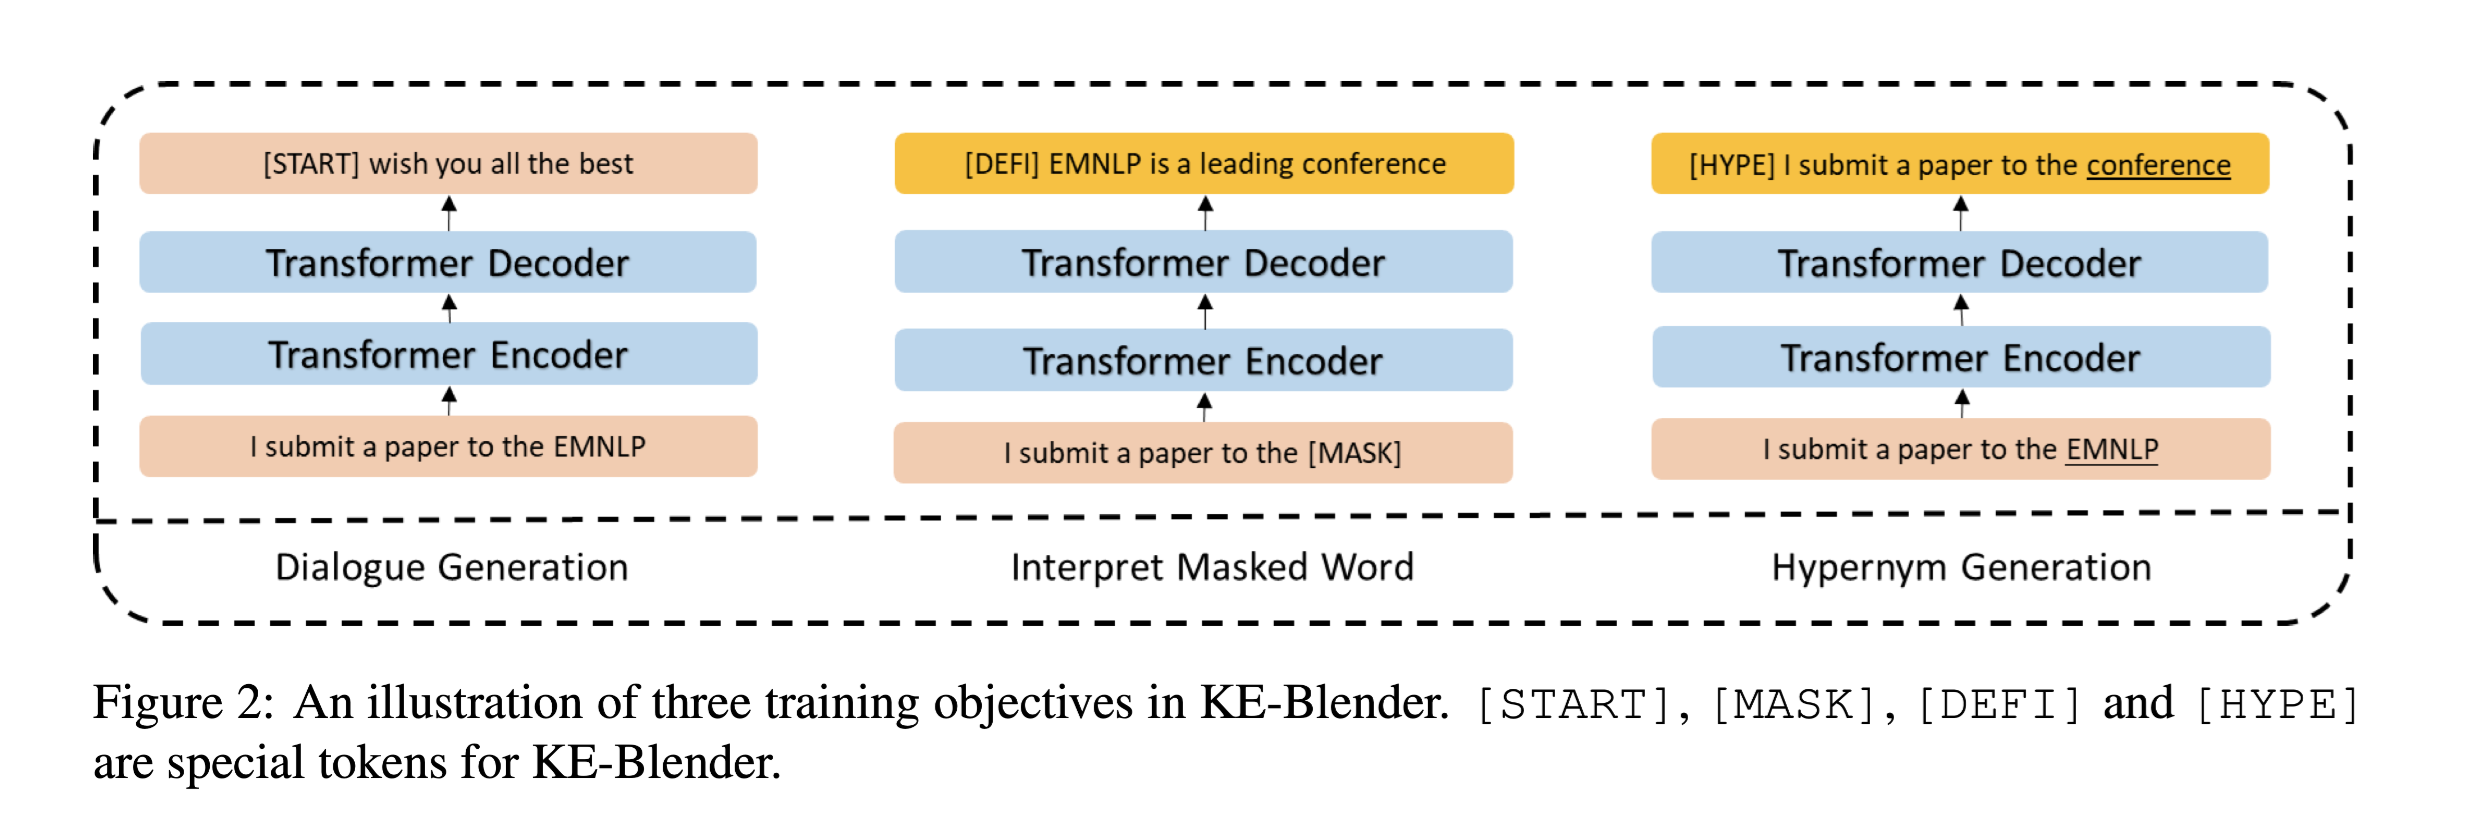 [START] wish you all the best
Transformer Decoder
Transformer Encoder
I submit a paper to the EMNLP
Dialogue Generation
[DEFI] EMNLP is a leading conference
Transformer Decoder
Transformer Encoder
I submit a paper to the [MASK]
Interpret Masked Word
[HYPE] I submit a paper to the conference
Transformer Decoder
Transformer Encoder
I submit a paper to the EMNLP
Hypernym Generation
Figure 2: An illustration of three training objectives in KE-Blender. [START], [MASK], [DEFI] and [HYPE]
are special tokens for KE-Blender.